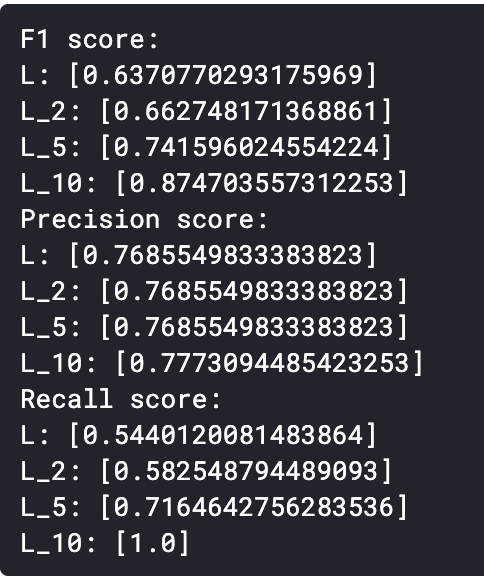 F1 score:
L: [0.6370770293175969]
L_2: [0.662748171368861]
L_5: [0.741596024554224]
L_10: [0.874703557312253]
Precision score:
L: [0.7685549833383823]
L_2: [0.7685549833383823]
L_5: [0.7685549833383823]
L_10: [0.7773094485423253]
Recall score:
L: [0.5440120081483864]
L_2: [0.582548794489093]
L_5: [0.7164642756283536]
L_10: [1.0]